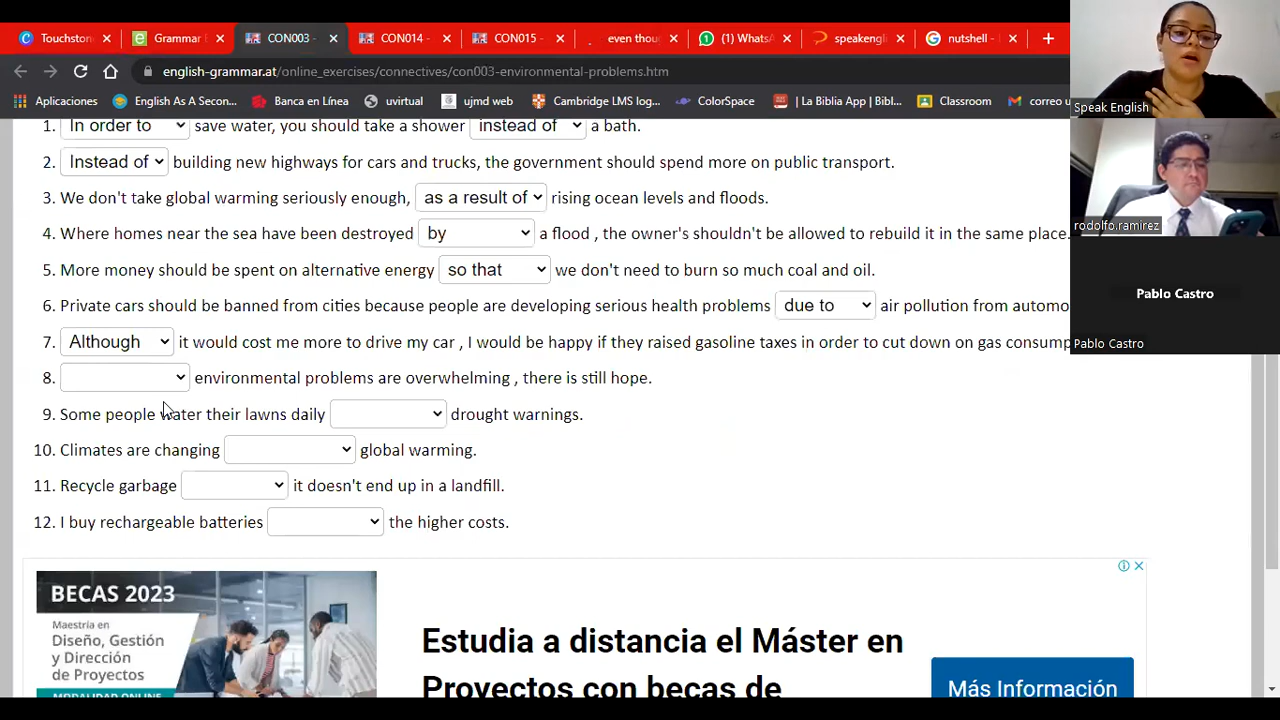 Touchston
Grammar E
CON003 -
CON014 -
CON015 -
even thou
(1) Whats
speakengl
nutshell -
english-grammar.at/online_exercises/connectives/con003-environmental-problems.htm
Aplicaciones
English As A Secon...
Banca en Línea
uvirtual
ujmd web
Cambridge LMS log...
ColorSpace
| La Biblia App | Bibl...
Classroom
correo u
Speak English
rodolfo.ramirez
Pablo Castro
Pablo Castro
1. In order to save water, you should take a shower instead of a bath.
2. Instead of building new highways for cars and trucks, the government should spend more on public transport.
3. We don't take global warming seriously enough, as a result of rising ocean levels and floods.
4. Where homes near the sea have been destroyed by a flood , the owner's shouldn't be allowed to rebuild it in the same place.
5. More money should be spent on alternative energy so that we don't need to burn so much coal and oil.
6. Private cars should be banned from cities because people are developing serious health problems due to air pollution from automo
7. Although it would cost me more to drive my car , I would be happy if they raised gasoline taxes in order to cut down on gas consump
8. environmental problems are overwhelming , there is still hope.
9. Some people water their lawns daily drought warnings.
10. Climates are changing global warming.
11. Recycle garbage it doesn't end up in a landfill.
12. I buy rechargeable batteries the higher costs.
BECAS 2023
Maestría en
Diseño, Gestión
y Dirección
de Proyectos
MODALIDAD ONLINE
Estudia a distancia el Máster en
Proyectos con becas de
Más Información